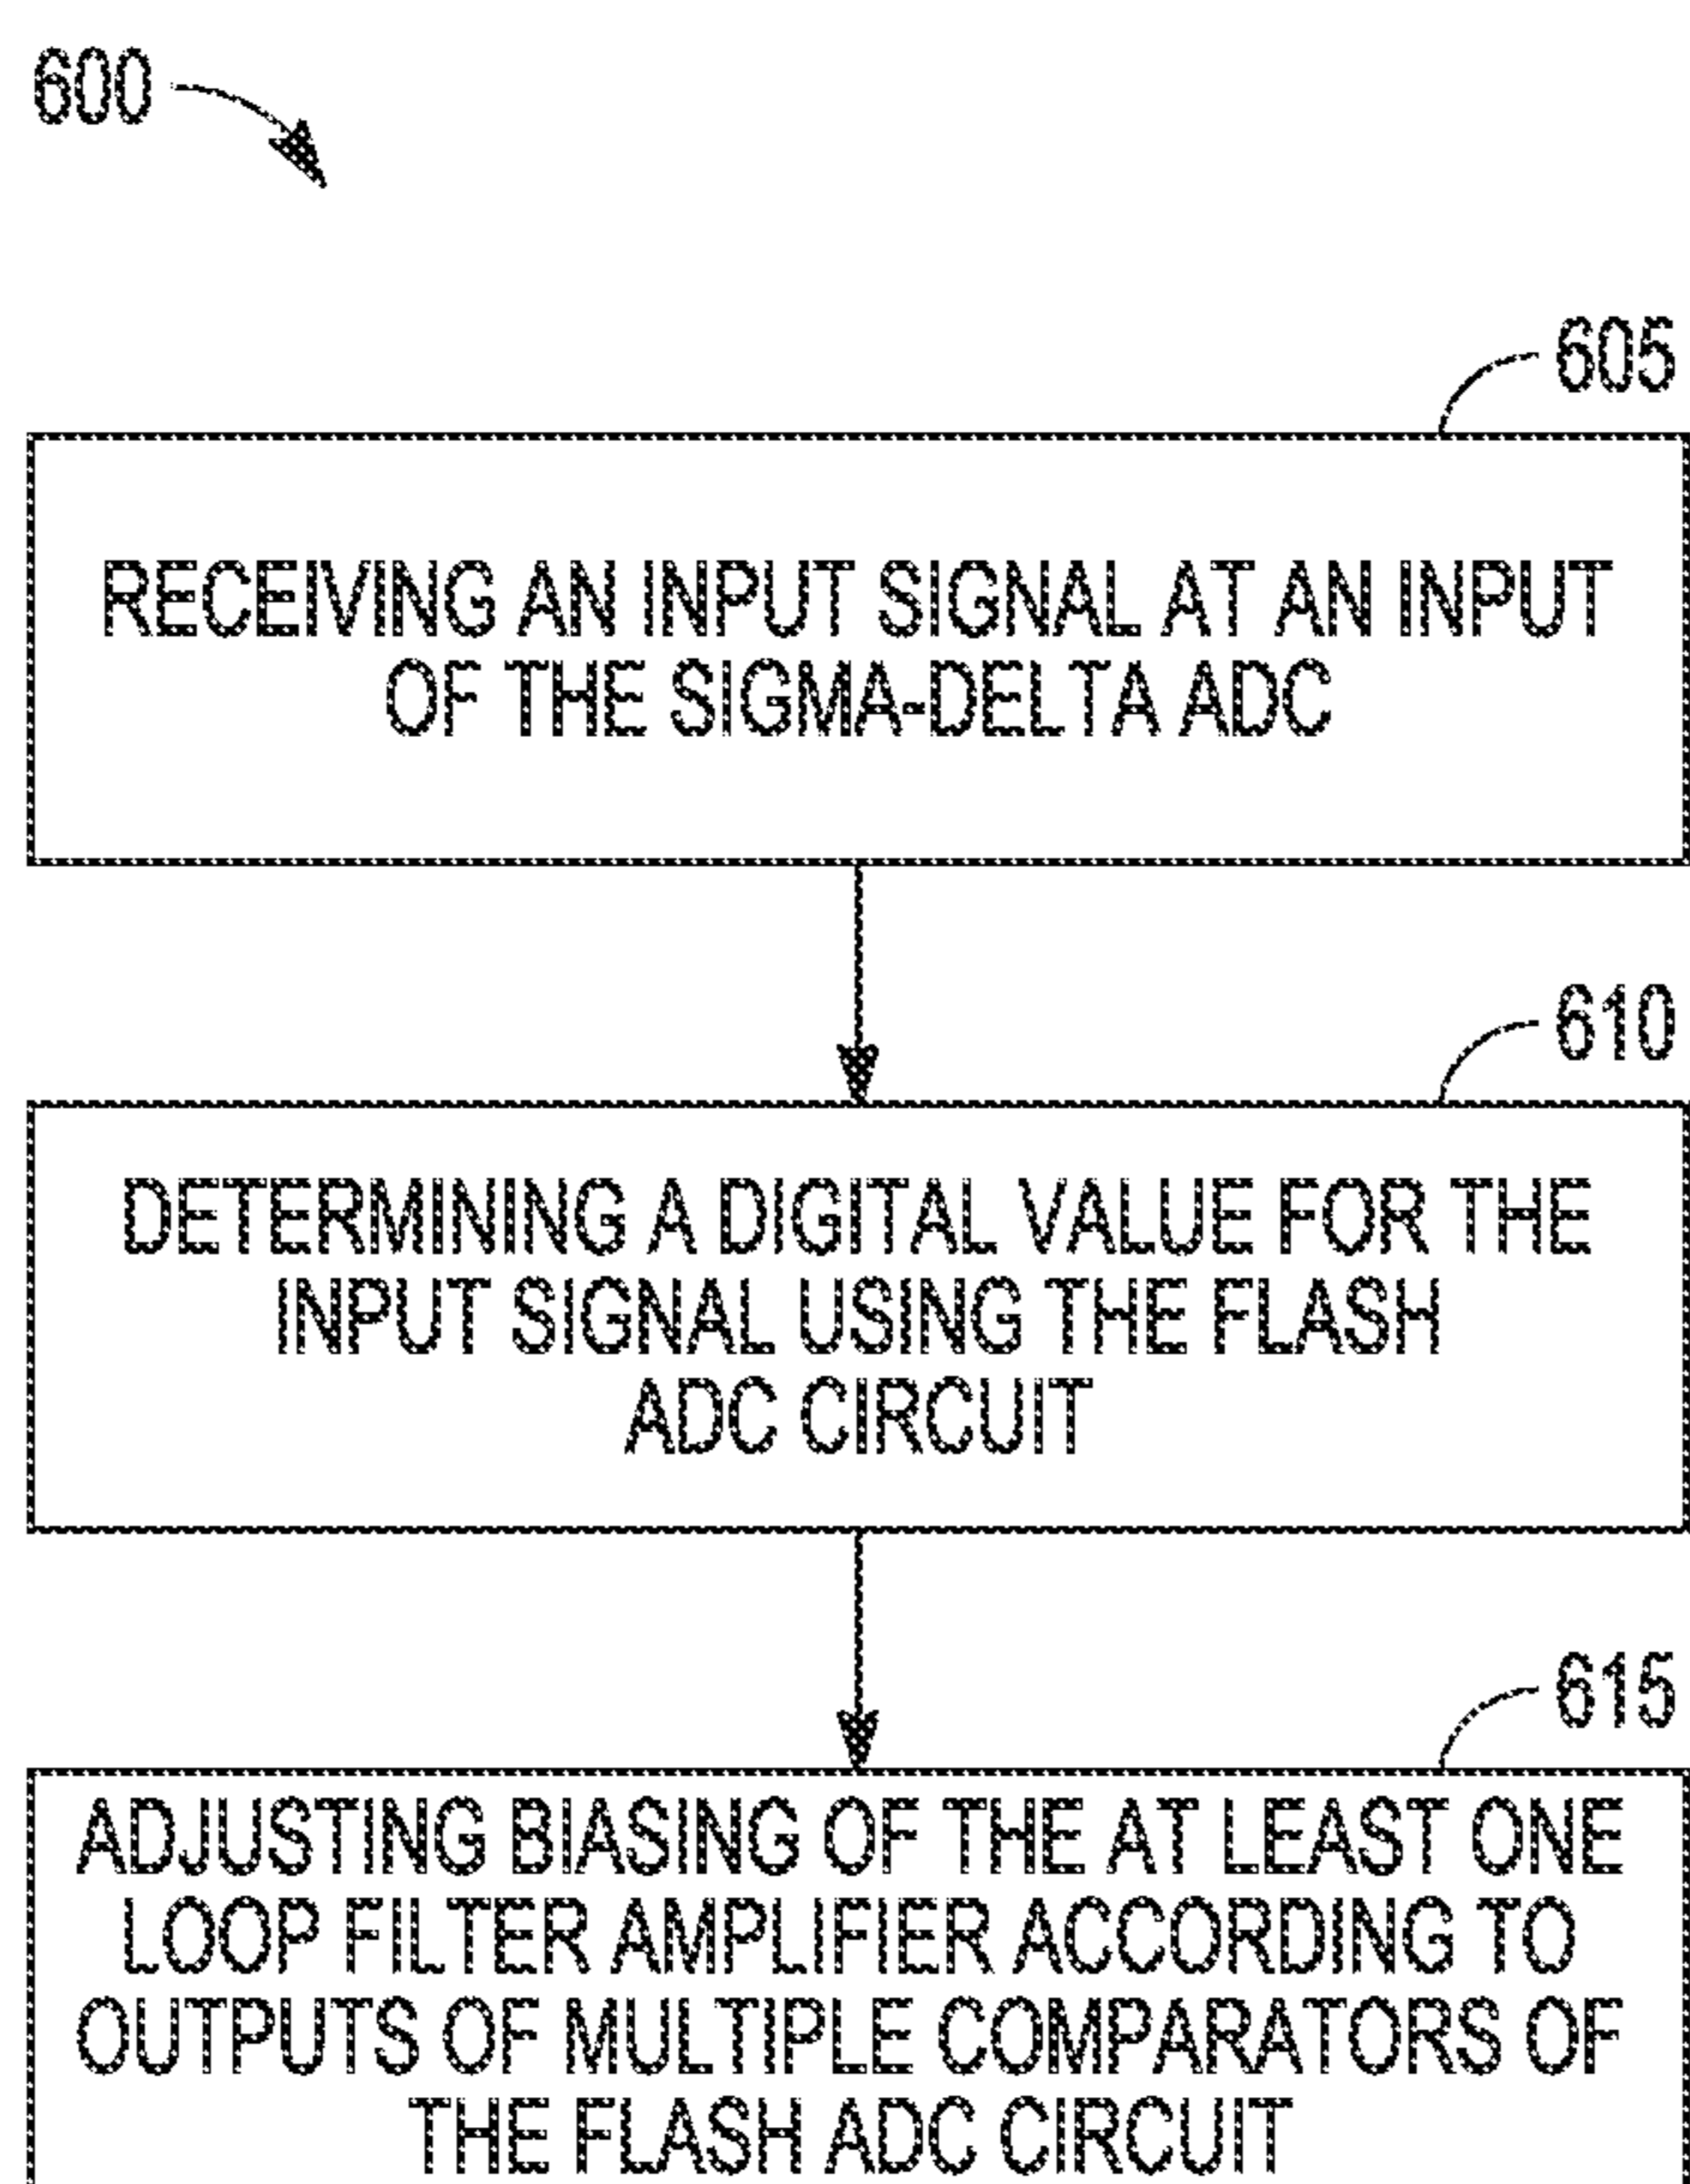 600
605
RECEIVING AN INPUT SIGNAL AT AN INPUT
OF THE SIGMA-DELTA ADC
610
DETERMINING A DIGITAL VALUE FOR THE
INPUT SIGNAL USING THE FLASH
ADC CIRCUIT
615
ADJUSTING BIASING OF THE AT LEAST ONE
LOOP FILTER AMPLIFIER ACCORDING TO
OUTPUTS OF MULTIPLE COMPARATORS OF
THE FLASH ADC CIRCUIT